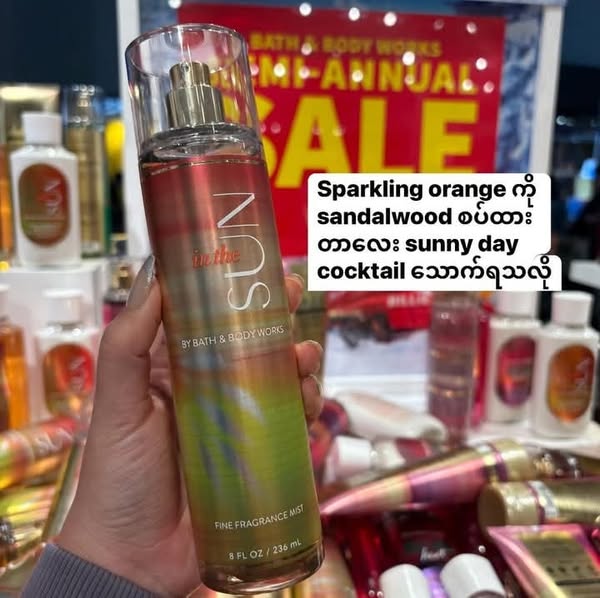 BATH & BODY WORKS
SEMI-ANNUAL
SALE
Sparkling orange ကို
sandalwood စပ်ထား
တာလေး sunny day
cocktail သောက်ရသလို
in the
SUN
BY BATH & BODY WORKS
FINE FRAGRANCE MIST
8 FL OZ / 236 mL
SUN
SUN